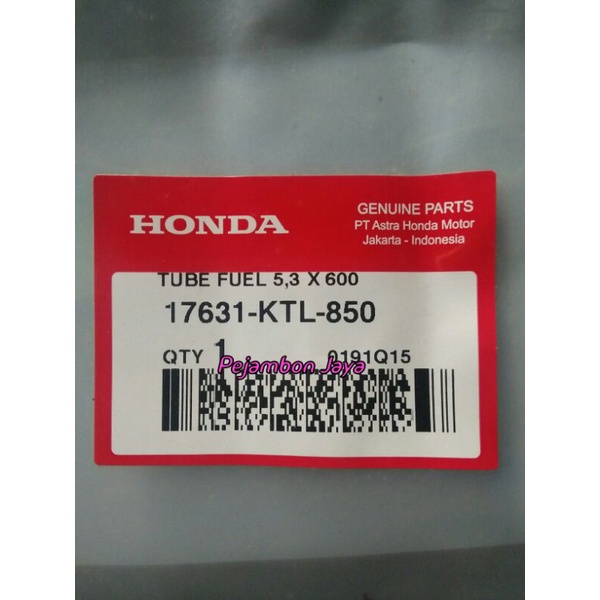 HONDA
GENUINE PARTS
PT Astra Honda Motor
Jakarta - Indonesia
TUBE FUEL 5,3 X 600
17631-KTL-850
QTY 1 0191Q15
Pejambon Jaya